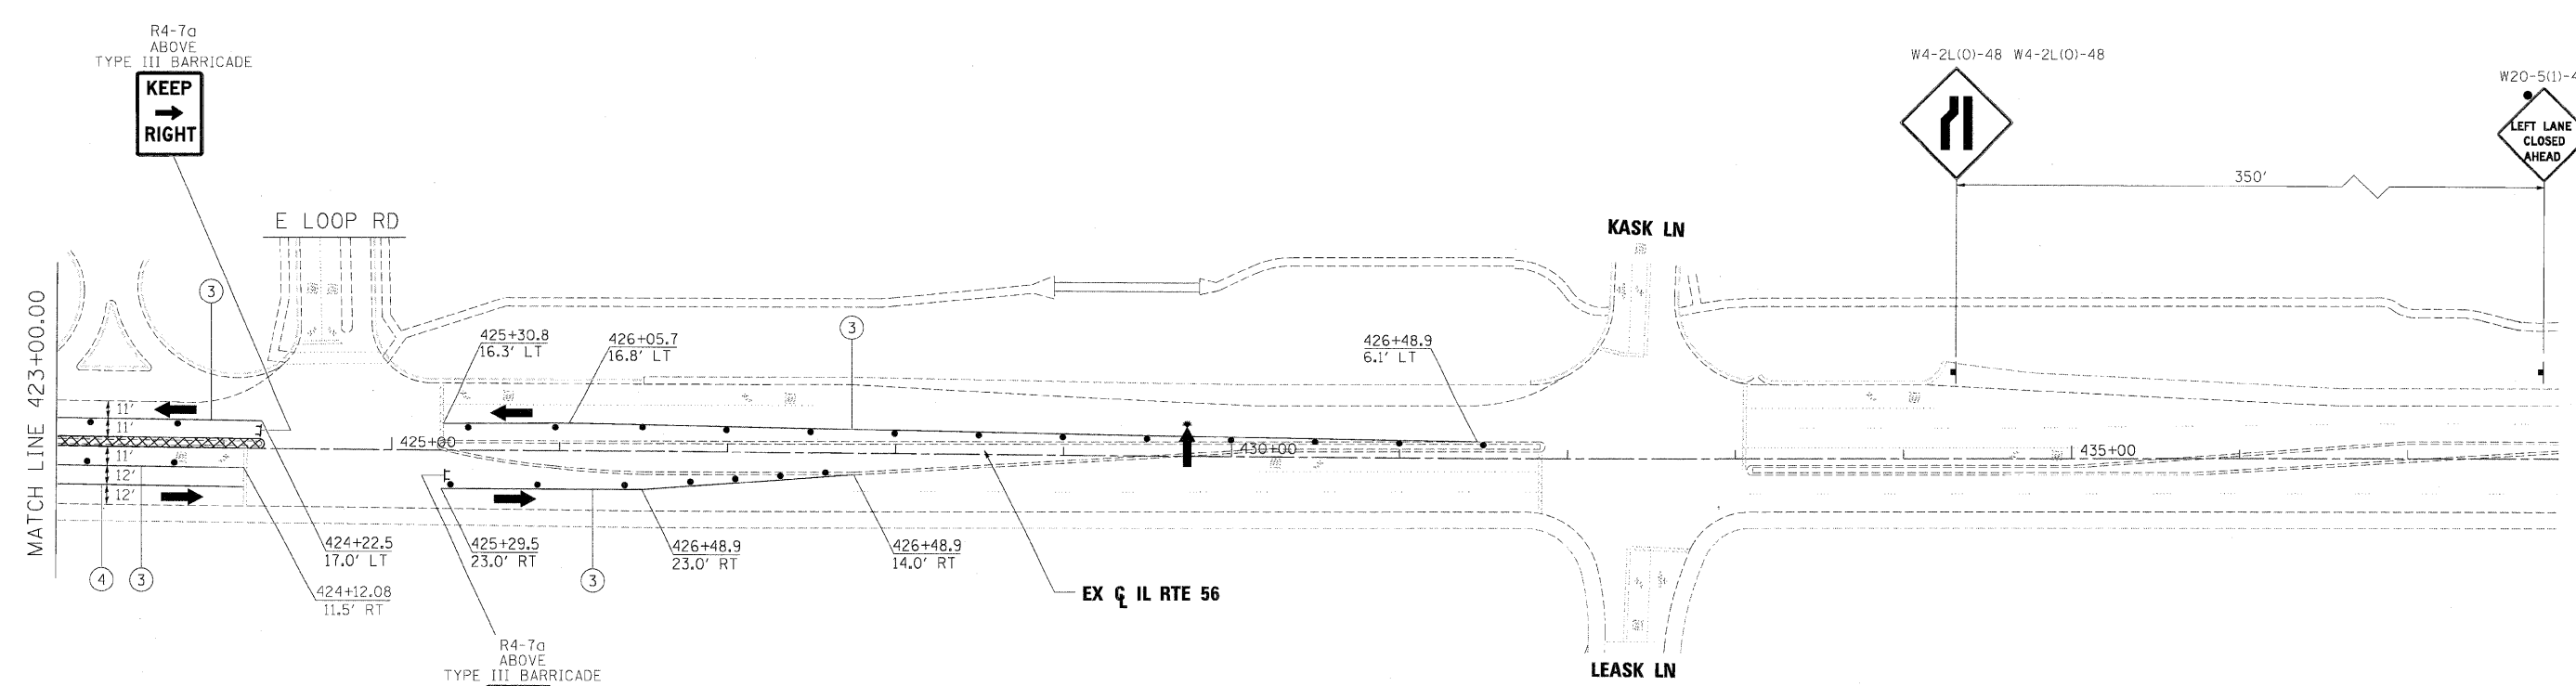 R4-7a
ABOVE
TYPE III BARRICADE
KEEP
RIGHT
W4-2L(O)-48 W4-2L(O)-48
W20-5(1)-4
LEFT LANE
CLOSED
AHEAD
350'
E LOOP RD
KASK LN
MATCH LINE 423+00.00
3
425+30.8
16.3' LT
426+05.7
16.8' LT
3
426+48.9
6.1' LT
11'
11'
11'
12'
12'
425+00
430+00
435+00
424+22.5
17.0' LT
425+29.5
23.0' RT
426+48.9
23.0' RT
426+48.9
14.0' RT
4
3
3
424+12.08
11.5' RT
EX CL IL RTE 56
R4-7a
ABOVE
TYPE III BARRICADE
LEASK LN